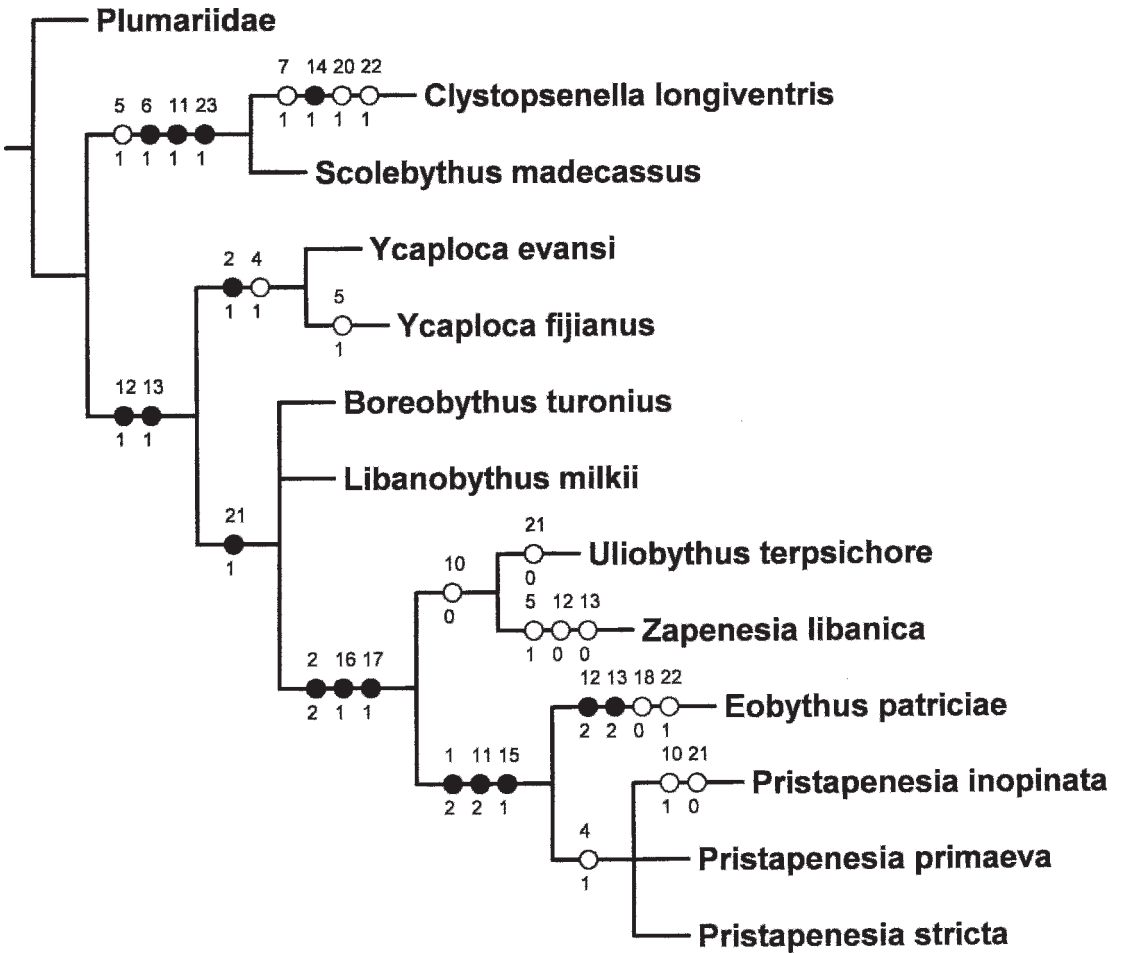 Plumariidae
7 14 20 22
Clystopsenella longiventris
1 1 1 1
5 6 11 23
1 1 1 1
Scolebythus madecassus
Ycaploca evansi
2 4
1 1
5
Ycaploca fijianus
1
12 13
1 1
Boreobythus turonius
Libanobythus milkii
21
1
21
Uliobythus terpsichore
0
10
0
5 12 13
Zapenesia libanica
1 0 0
2 16 17
2 1 1
12 13 18 22
Eobythus patriciae
2 2 0 1
1 11 15
2 2 1
10 21
Pristapenesia inopinata
1 0
4
Pristapenesia primaeva
1
Pristapenesia stricta